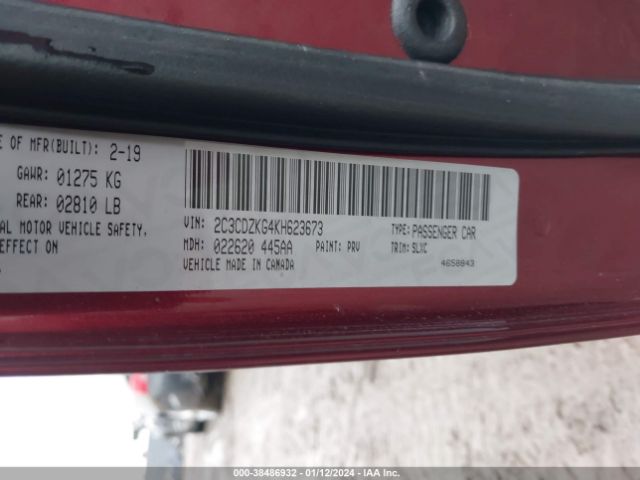 E OF MFR(BUILT): 2-19
GAWR: 01275 KG
REAR: 02810 LB
AL MOTOR VEHICLE SAFETY.
EFFECT ON
VIN: 2C3CDZKG4KH623673
TYPE: PASSENGER CAR
MDH: 022620 445AA
PAINT: PRV
TRIM: SLXC
VEHICLE MADE IN CANADA
4658843
000-38486932 - 01/12/2024 - IAA Inc.